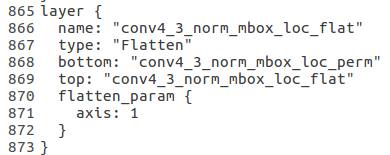 865 layer {
866   name: "conv4_3_norm_mbox_loc_flat"
867   type: "Flatten"
868   bottom: "conv4_3_norm_mbox_loc_perm"
869   top: "conv4_3_norm_mbox_loc_flat"
870   flatten_param {
871     axis: 1
872   }
873 }